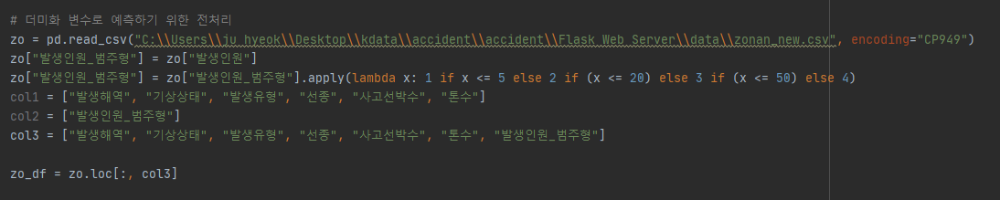 # 더미화 변수로 예측하기 위한 전처리
zo = pd.read_csv("C:\\Users\\ju hyeok\\Desktop\\kdata\\accident\\accident\\Flask Web Server\\data\\zonan_new.csv", encoding="CP949")
zo["발생인원_범주형"] = zo["발생인원"]
zo["발생인원_범주형"] = zo["발생인원_범주형"].apply(lambda x: 1 if x <= 5 else 2 if (x <= 20) else 3 if (x <= 50) else 4)
col1 = ["발생해역", "기상상태", "발생유형", "선종", "사고선박수", "톤수"]
col2 = ["발생인원_범주형"]
col3 = ["발생해역", "기상상태", "발생유형", "선종", "사고선박수", "톤수", "발생인원_범주형"]
zo_df = zo.loc[:, col3]